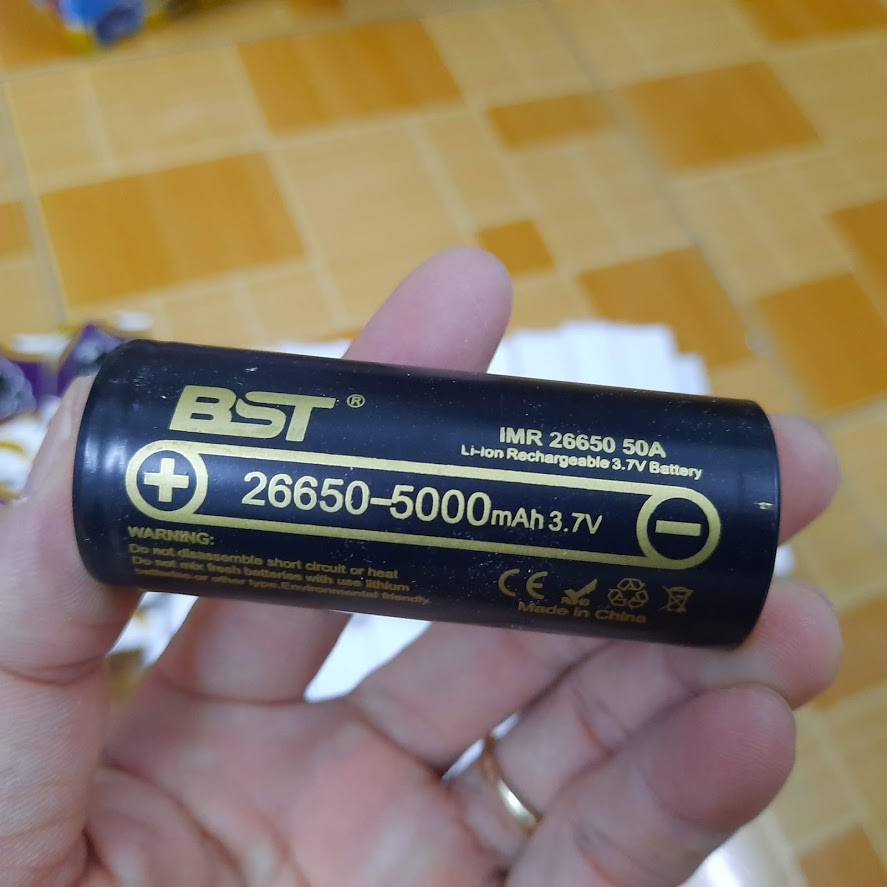 BST®
IMR 26650 50A
Li-Ion Rechargeable 3.7V Battery
+ 26650-5000mAh 3.7V −
WARNING:
Do not disassemble short circuit or heat
Do not mix fresh batteries with use lithium
or other type.Environmental friendly.
CE RoHS
Made in China